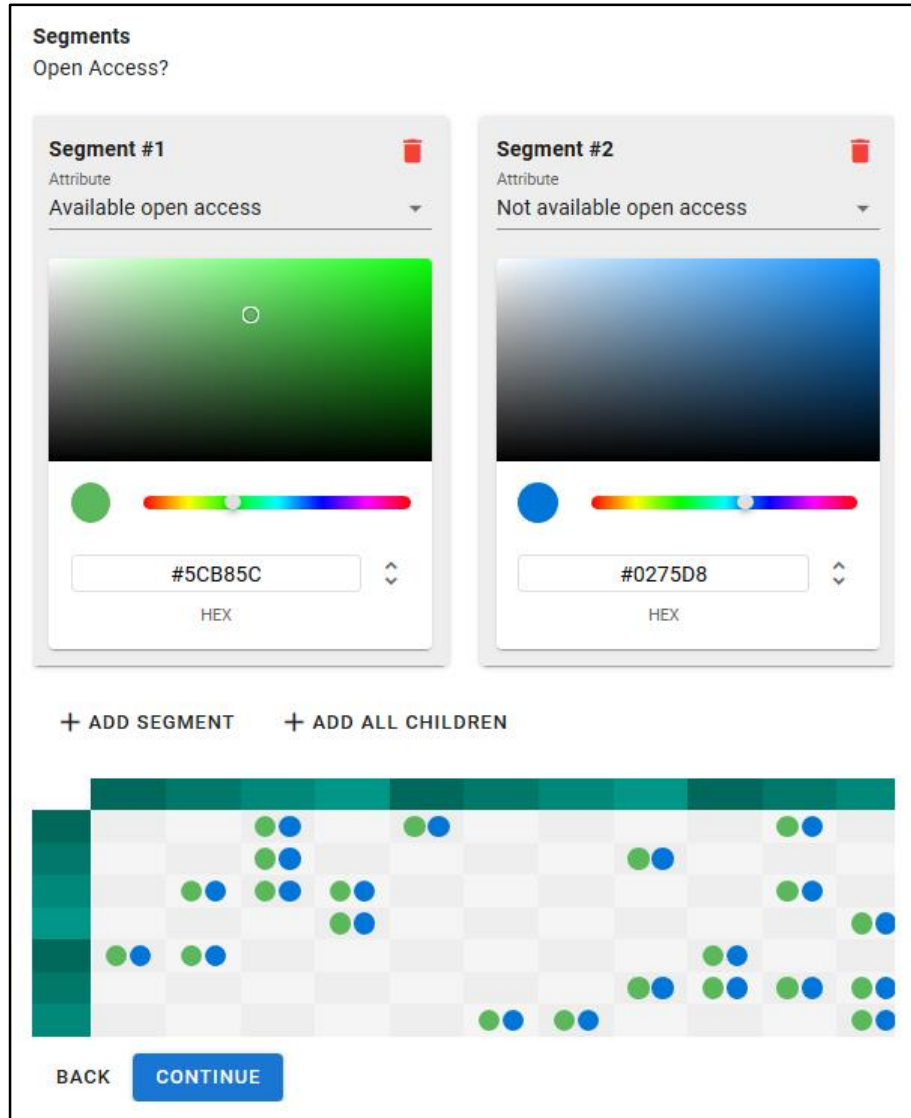 Segments
Open Access?
Segment #1
Attribute
Available open access
#5CB85C
HEX
Segment #2
Attribute
Not available open access
#0275D8
HEX
+ ADD SEGMENT
+ ADD ALL CHILDREN
BACK
CONTINUE